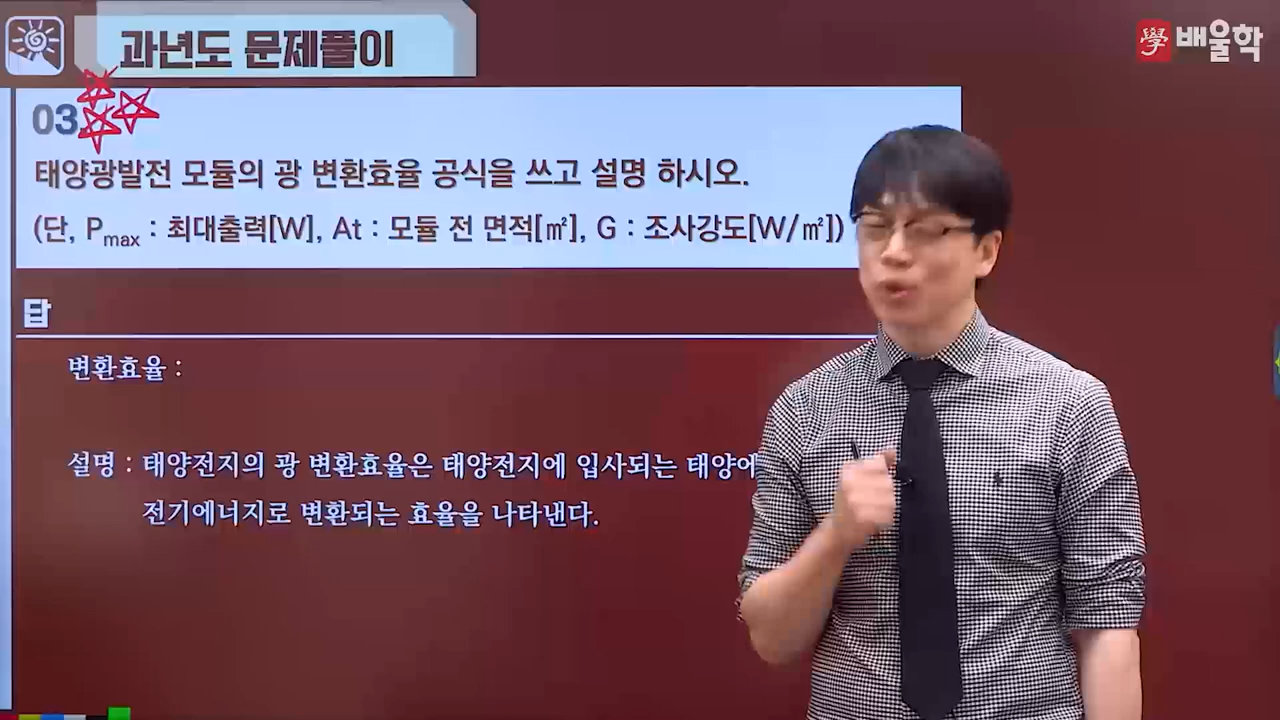 과년도 문제풀이
學 배울학
03.
태양광발전 모듈의 광 변환효율 공식을 쓰고 설명 하시오.
(단, Pmax : 최대출력[W], At : 모듈 전 면적[㎡], G : 조사강도[W/㎡])
답
변환효율 :
설명 : 태양전지의 광 변환효율은 태양전지에 입사되는
전기에너지로 변환되는 효율을 나타낸다.